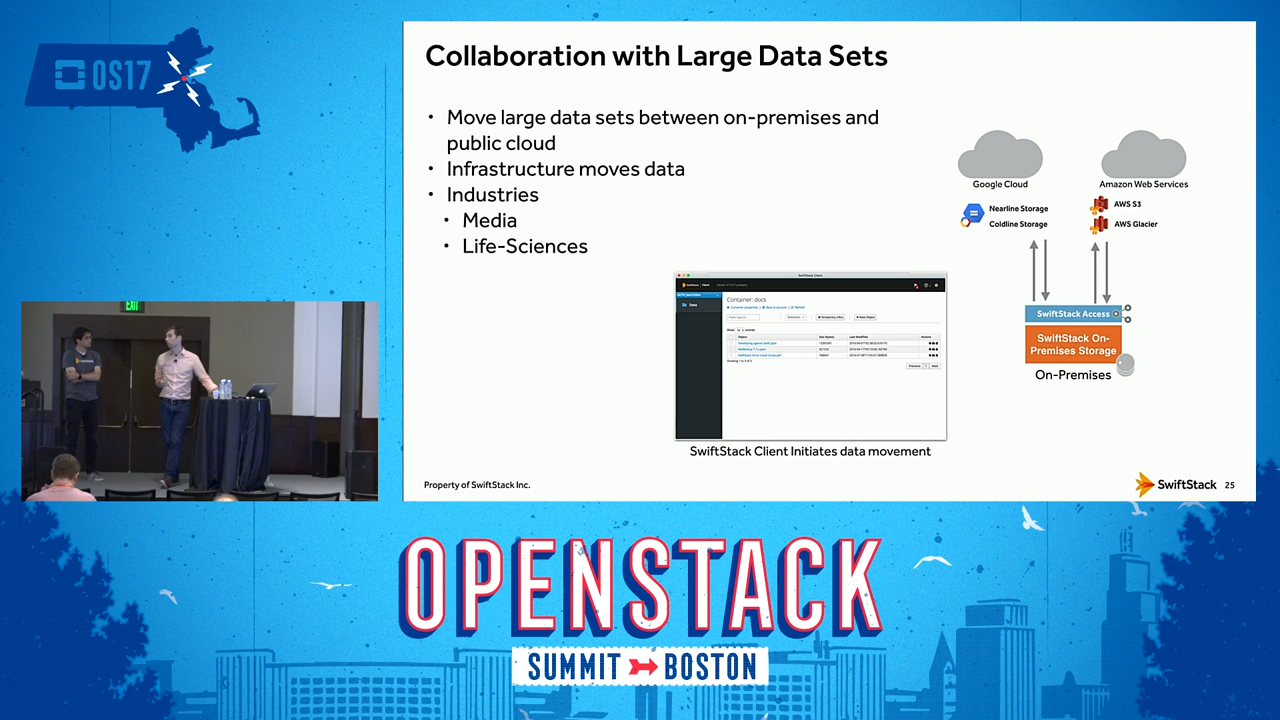 OS17
Collaboration with Large Data Sets
• Move large data sets between on-premises and
public cloud
• Infrastructure moves data
• Industries
• Media
• Life-Sciences
Google Cloud
Nearline Storage
Coldline Storage
Amazon Web Services
AWS S3
AWS Glacier
SwiftStack Access
SwiftStack On-
Premises Storage
On-Premises
Container: docs
SwiftStack Client Initiates data movement
Property of SwiftStack Inc.
SwiftStack 25
EXIT
OPENSTACK
SUMMIT BOSTON